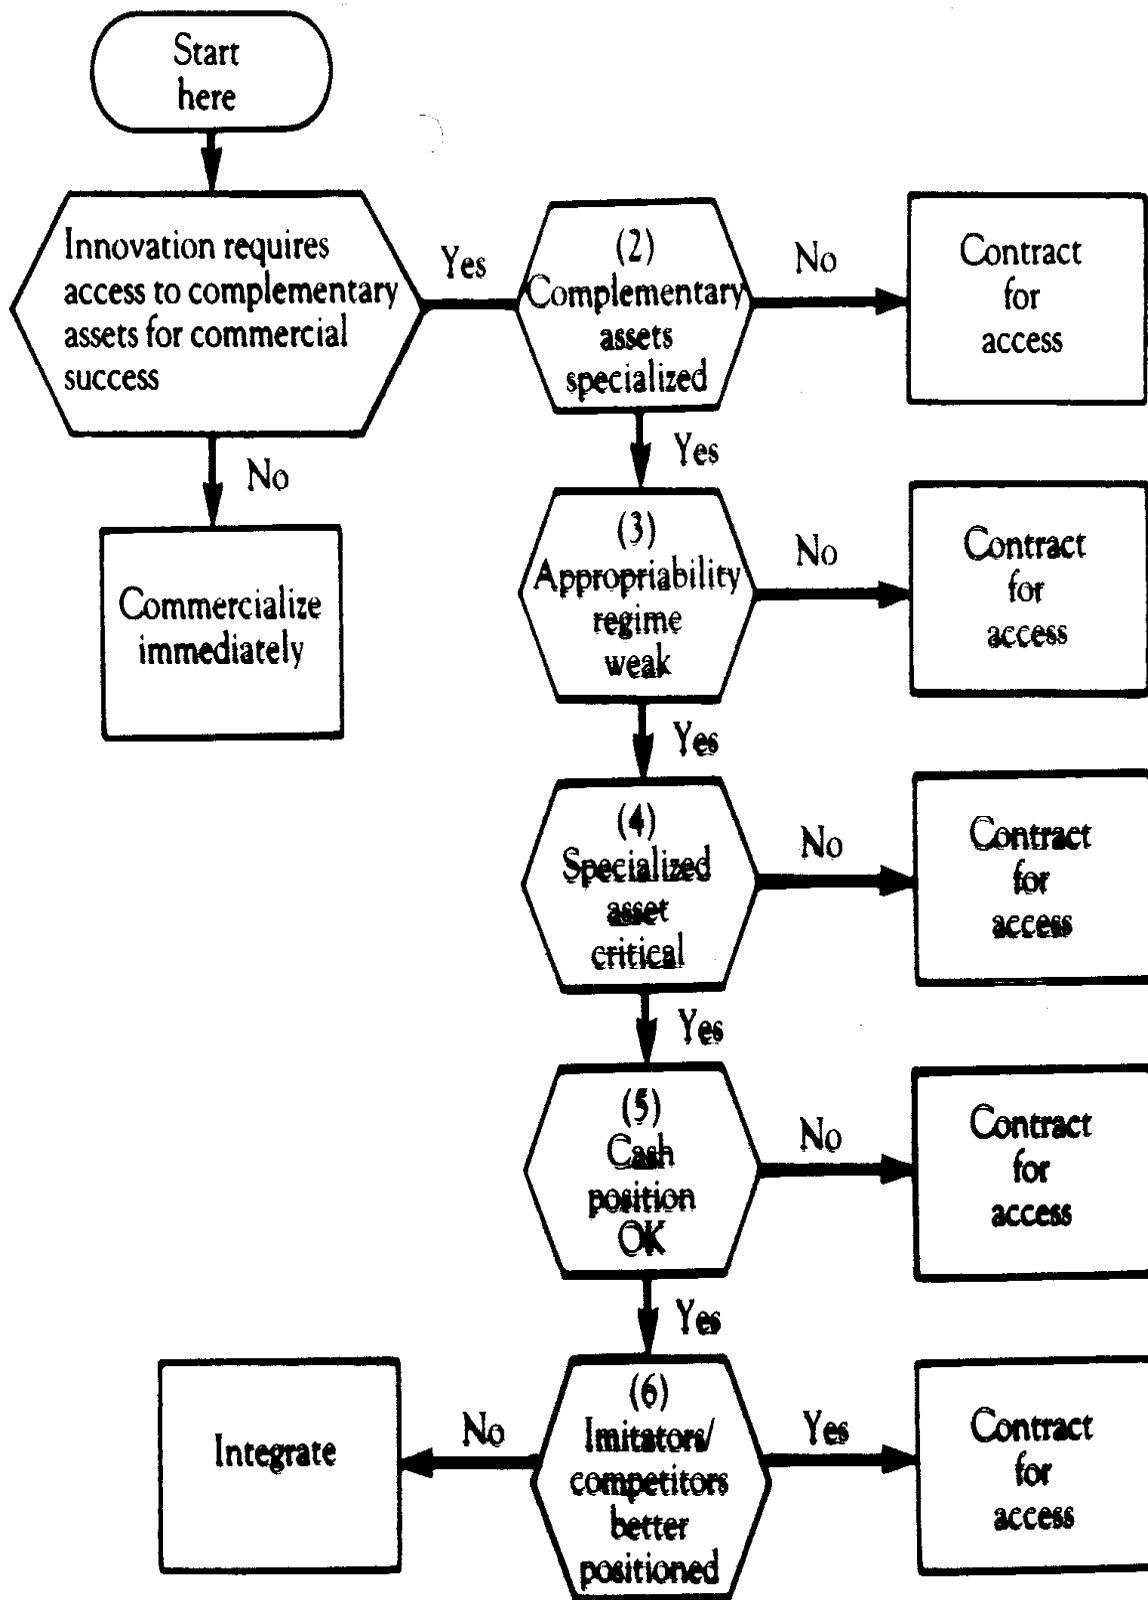 Start
here
Innovation requires
access to complementary
assets for commercial
success
Yes
(2)
Complementary
assets
specialized
No
Contract
for
access
No
Yes
Commercialize
immediately
(3)
Appropriability
regime
weak
No
Contract
for
access
Yes
(4)
Specialized
asset
critical
No
Contract
for
access
Yes
(5)
Cash
position
OK
No
Contract
for
access
Yes
Integrate
No
(6)
Imitators/
competitors
better
positioned
Yes
Contract
for
access